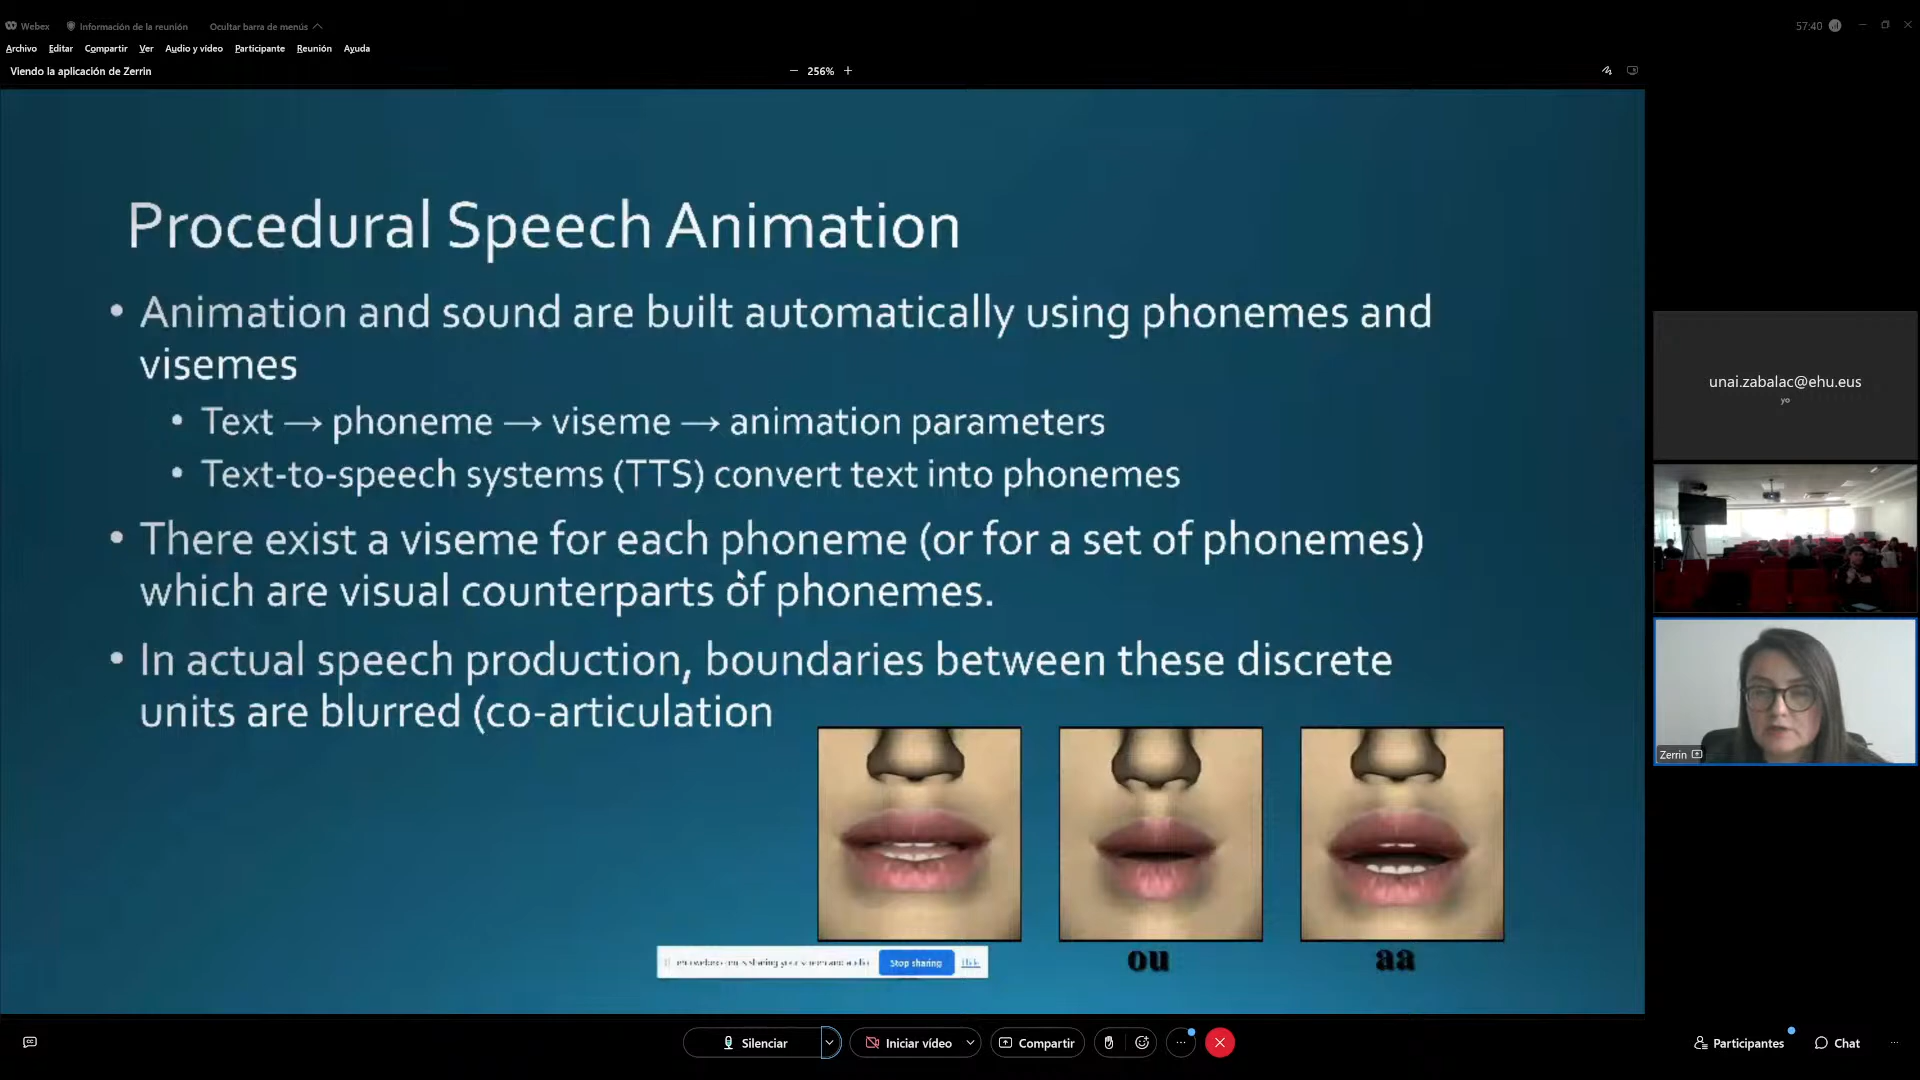 Webex Información de la reunión Ocultar barra de menús 57:40
Archivo Editar Compartir Ver Audio y vídeo Participante Reunión Ayuda
Viendo la aplicación de Zerrin 256%
Procedural Speech Animation
• Animation and sound are built automatically using phonemes and
visemes
• Text → phoneme → viseme → animation parameters
• Text-to-speech systems (TTS) convert text into phonemes
• There exist a viseme for each phoneme (or for a set of phonemes)
which are visual counterparts of phonemes.
• In actual speech production, boundaries between these discrete
units are blurred (co-articulation
ou aa
Stop sharing Hide
unai.zabalac@ehu.eus
yo
Zerrin
Silenciar Iniciar vídeo Compartir Participantes Chat